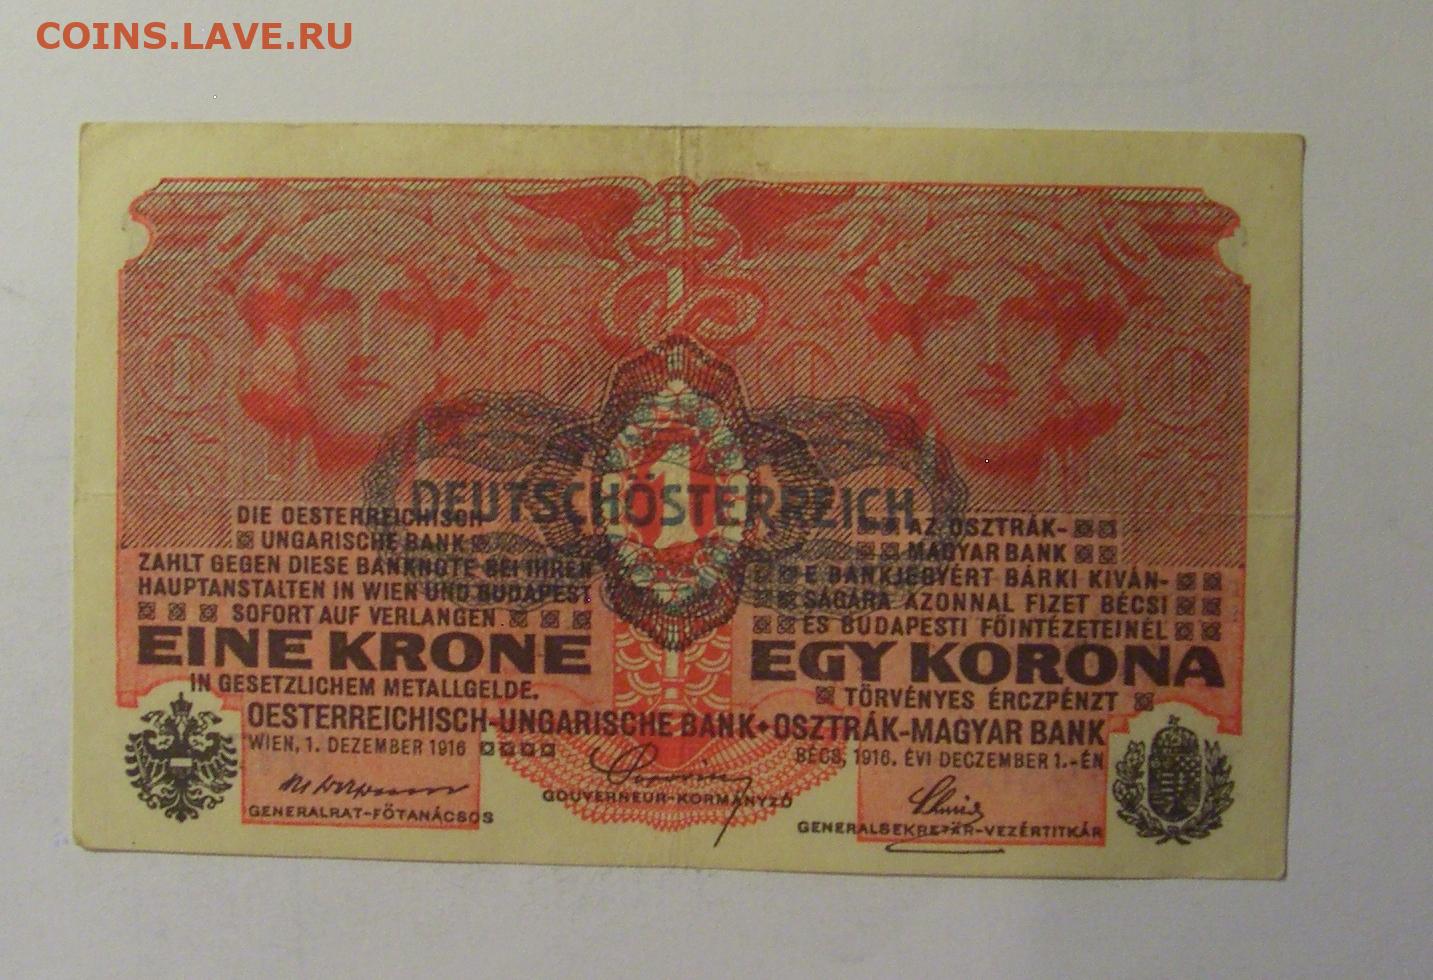 COINS.LAVE.RU
1
DEUTSCHÖSTERREICH
DIE OESTERREICHISCH-
UNGARISCHE BANK
ZAHLT GEGEN DIESE BANKNOTE BEI IHREN
HAUPTANSTALTEN IN WIEN UND BUDAPEST
SOFORT AUF VERLANGEN
EINE KRONE
IN GESETZLICHEM METALLGELDE.
AZ OSZTRÁK-
MAGYAR BANK
E BANKJEGYÉRT BÁRKI KIVÁN-
SÁGÁRA AZONNAL FIZET BÉCSI
ÉS BUDAPESTI FŐINTÉZETEINÉL
EGY KORONA
TÖRVÉNYES ÉRCZPÉNZT
OESTERREICHISCH-UNGARISCHE BANK • OSZTRÁK-MAGYAR BANK
WIEN, 1. DEZEMBER 1916
BÉCS, 1916. ÉVI DECZEMBER 1.-ÉN
GENERALRAT-FŐTANÁCSOS
GOUVERNEUR-KORMÁNYZÓ
GENERALSEKRETÄR-VEZÉRTITKÁR